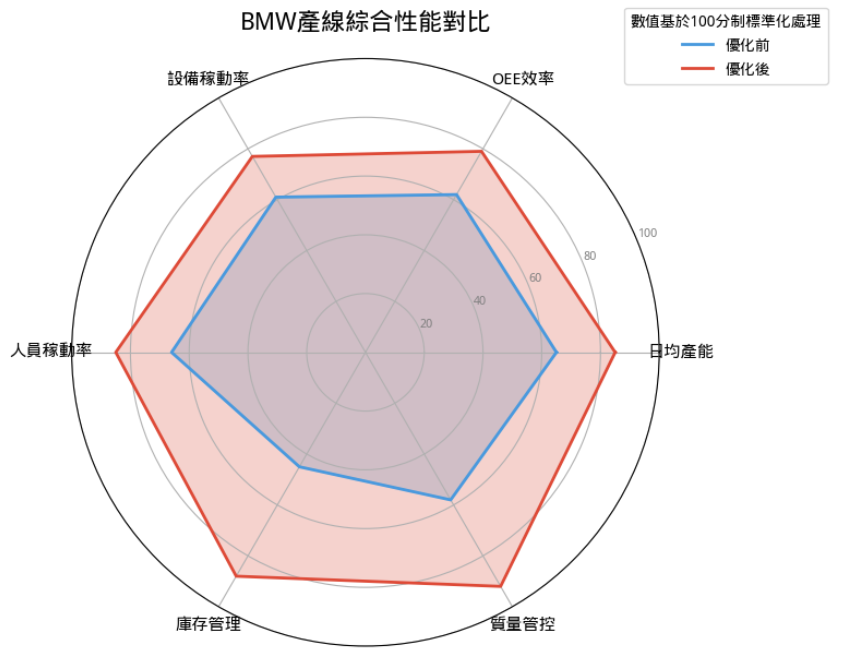 BMW產線綜合性能對比
數值基於100分制標準化處理
優化前
優化後
設備稼動率
OEE效率
人員稼動率
日均產能
庫存管理
質量管控
100
80
60
40
20